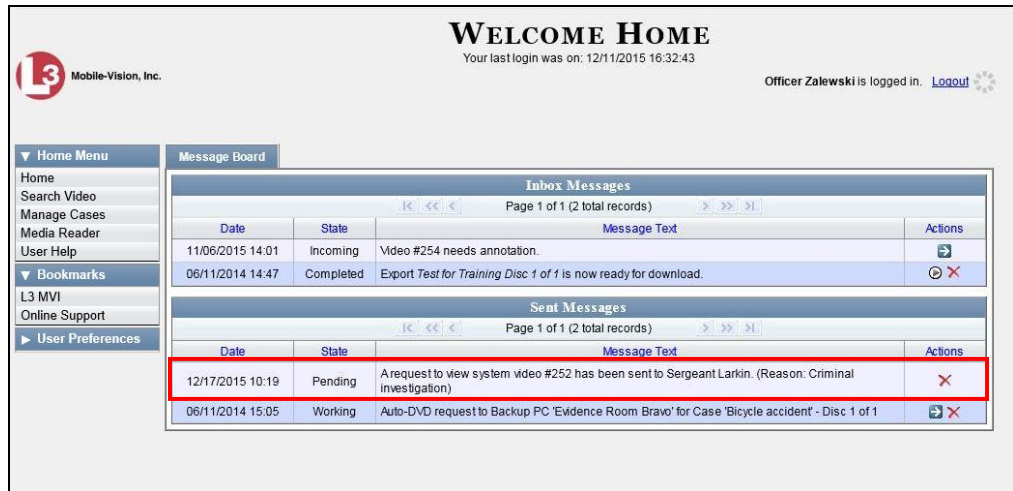 WELCOME HOME
Your last login was on: 12/11/2015 16:32:43
L3 Mobile-Vision, Inc.
Officer Zalewski is logged in. Logout
▼ Home Menu
Home
Search Video
Manage Cases
Media Reader
User Help
▼ Bookmarks
L3 MVI
Online Support
▶ User Preferences
Message Board
Inbox Messages
|< << < Page 1 of 1 (2 total records) > >> >|
Date State Message Text Actions
11/06/2015 14:01 Incoming Video #254 needs annotation.
06/11/2014 14:47 Completed Export Test for Training Disc 1 of 1 is now ready for download.
Sent Messages
|< << < Page 1 of 1 (2 total records) > >> >|
Date State Message Text Actions
12/17/2015 10:19 Pending A request to view system video #252 has been sent to Sergeant Larkin. (Reason: Criminal
investigation)
06/11/2014 15:05 Working Auto-DVD request to Backup PC 'Evidence Room Bravo' for Case 'Bicycle accident' - Disc 1 of 1